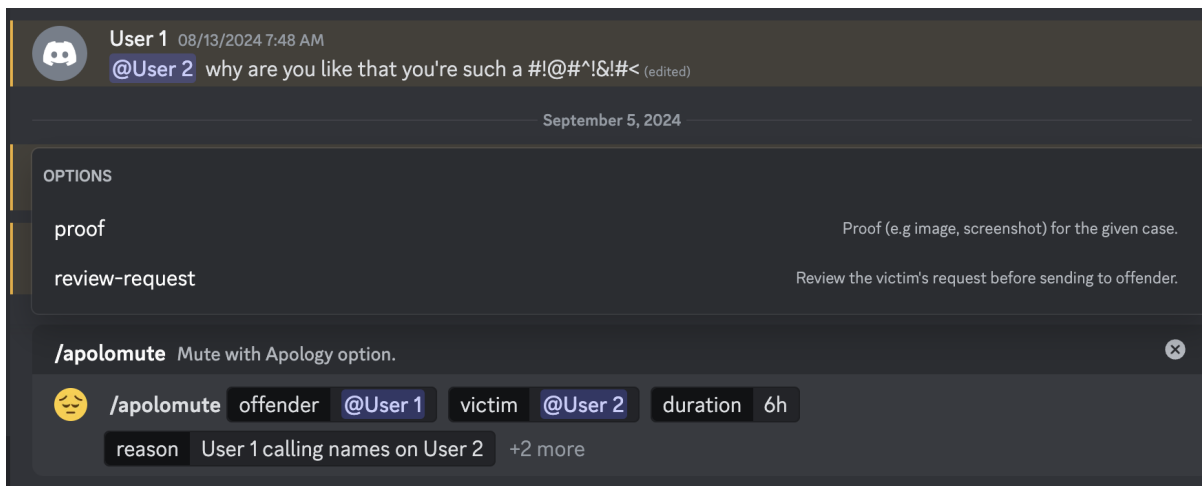 User 1 08/13/2024 7:48 AM
@User 2 why are you like that you're such a #!@#^!&!#< (edited)
September 5, 2024
OPTIONS
proof Proof (e.g image, screenshot) for the given case.
review-request Review the victim's request before sending to offender.
/apolomute Mute with Apology option.
/apolomute offender @User 1 victim @User 2 duration 6h
reason User 1 calling names on User 2 +2 more